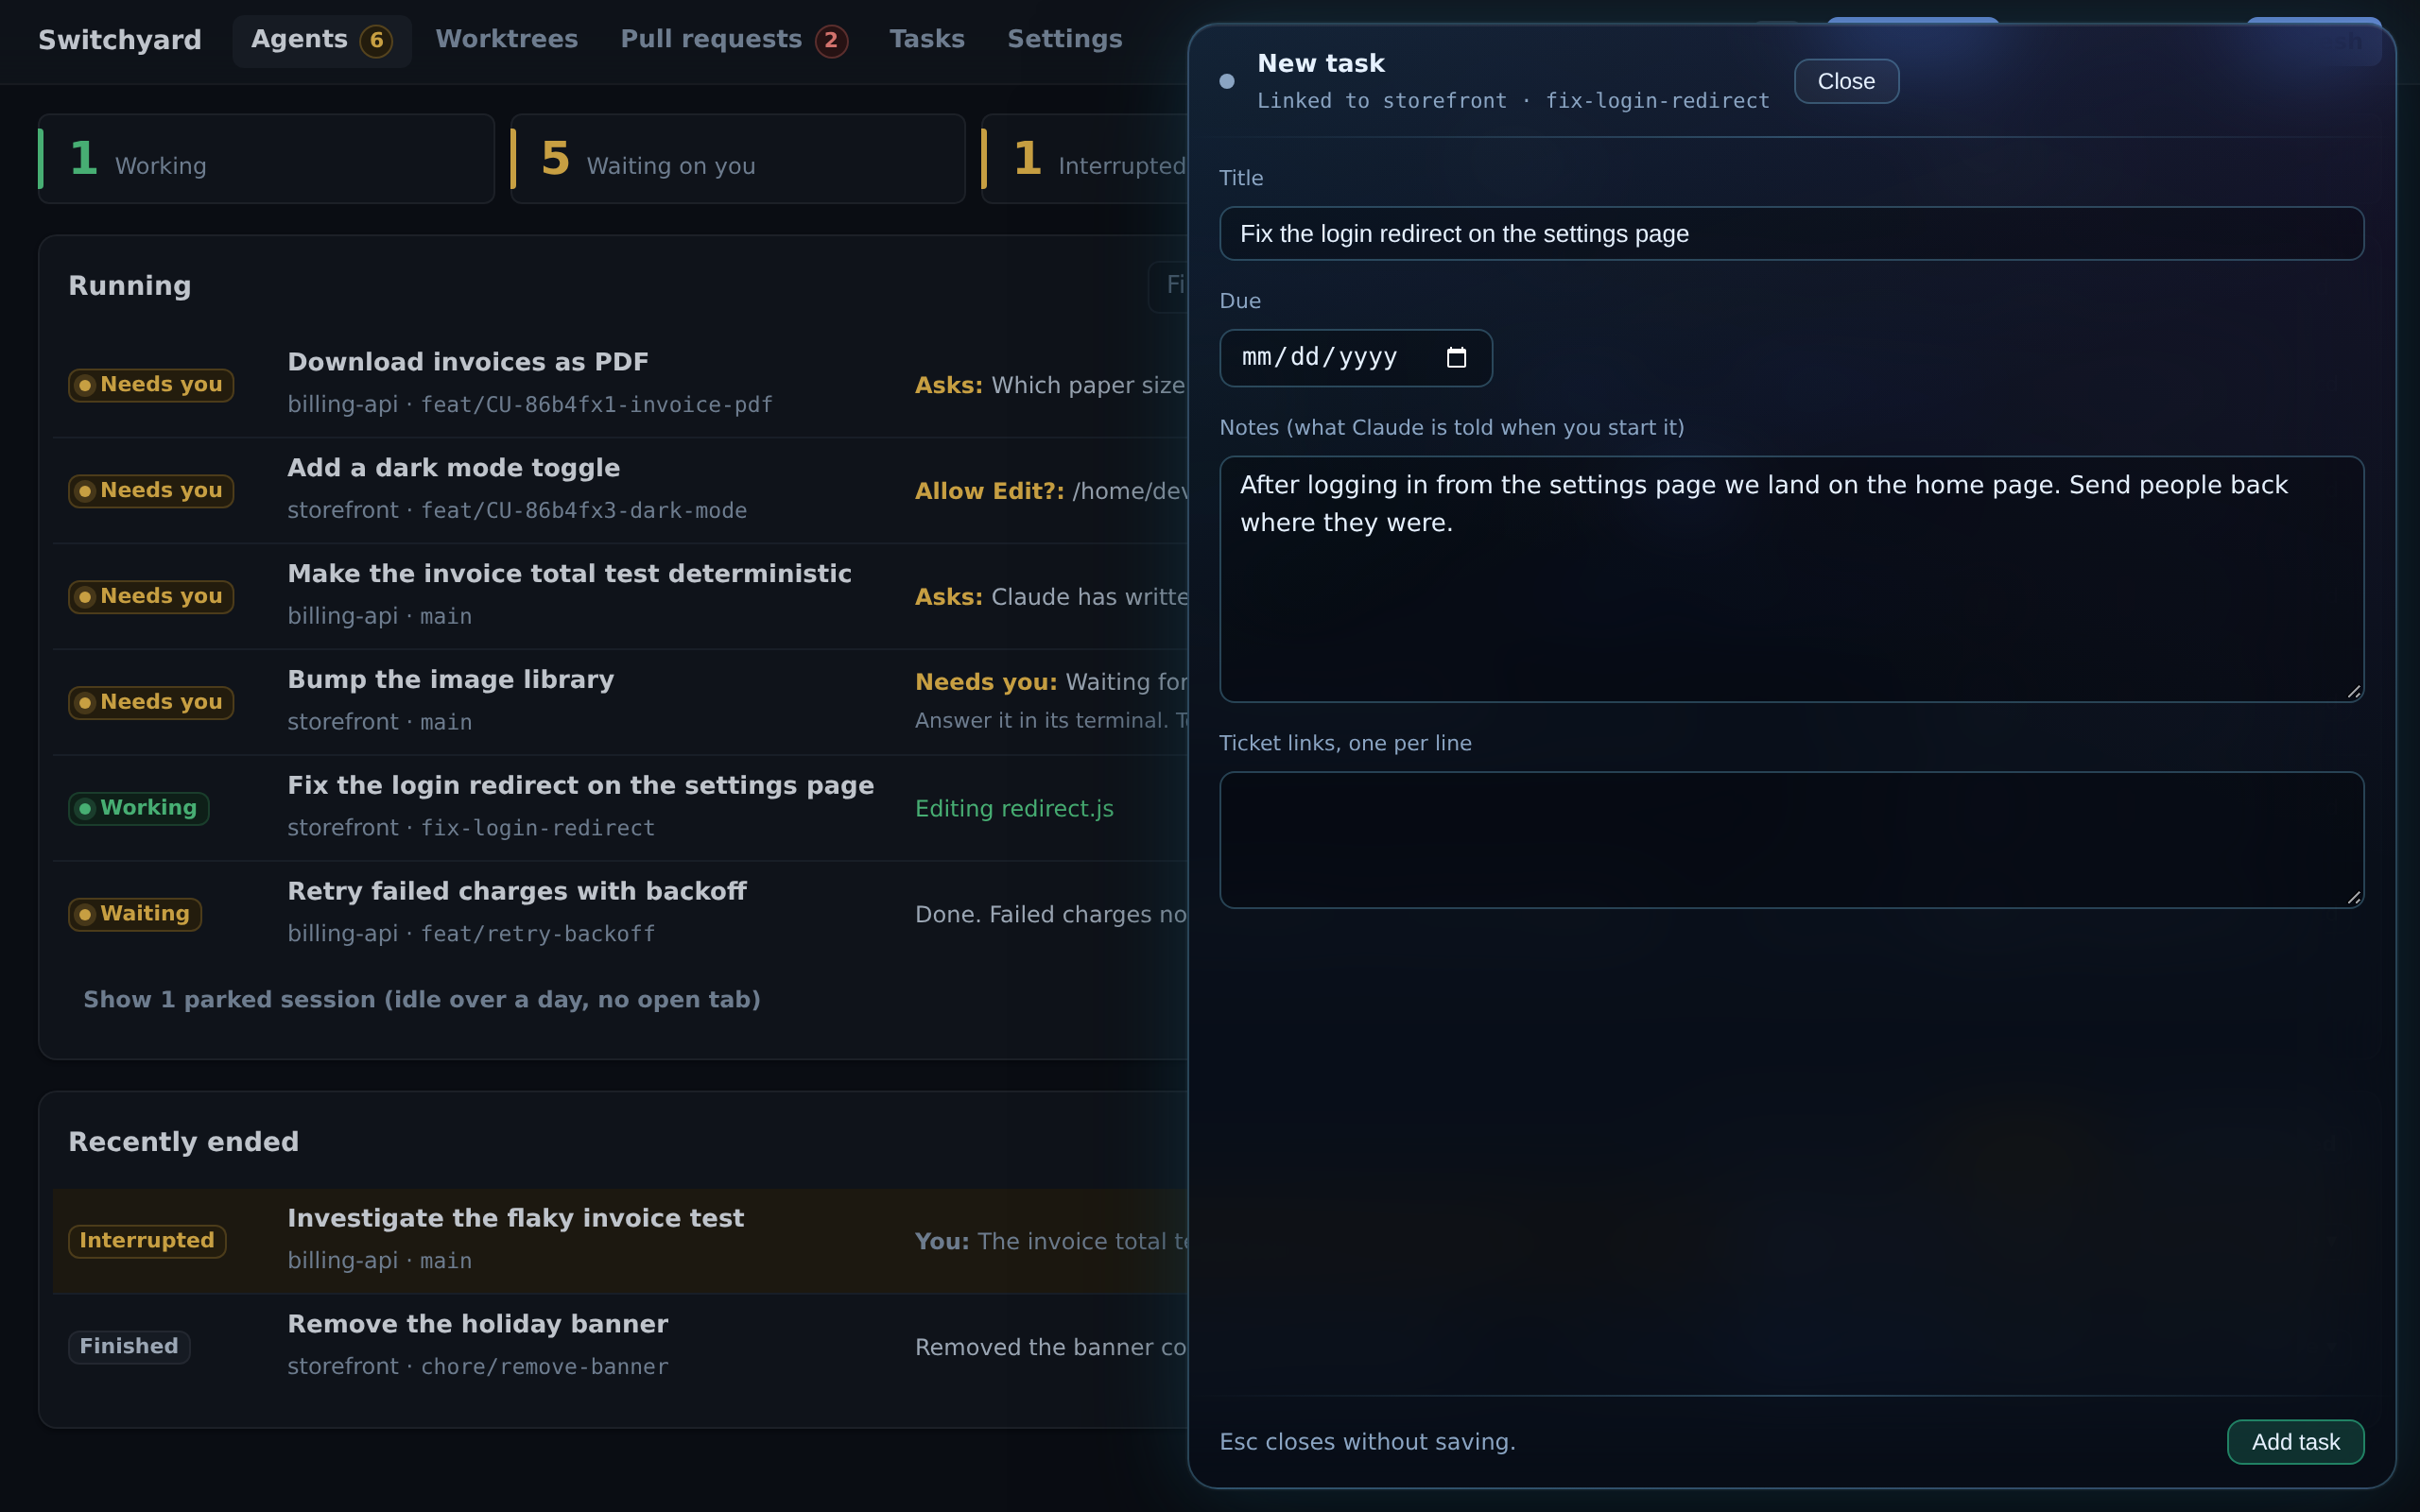 Switchyard
Agents 6
Worktrees
Pull requests 2
Tasks
Settings
1 Working
5 Waiting on you
1 Interrupted
Running
Needs you
Download invoices as PDF
billing-api · feat/CU-86b4fx1-invoice-pdf
Asks: Which paper size
Needs you
Add a dark mode toggle
storefront · feat/CU-86b4fx3-dark-mode
Allow Edit?: /home/dev
Needs you
Make the invoice total test deterministic
billing-api · main
Asks: Claude has writte
Needs you
Bump the image library
storefront · main
Needs you: Waiting for
Answer it in its terminal.
Working
Fix the login redirect on the settings page
storefront · fix-login-redirect
Editing redirect.js
Waiting
Retry failed charges with backoff
billing-api · feat/retry-backoff
Done. Failed charges no
Show 1 parked session (idle over a day, no open tab)
Recently ended
Interrupted
Investigate the flaky invoice test
billing-api · main
You: The invoice total te
Finished
Remove the holiday banner
storefront · chore/remove-banner
Removed the banner co
New task
Linked to storefront · fix-login-redirect
Close
Title
Fix the login redirect on the settings page
Due
mm/dd/yyyy
Notes (what Claude is told when you start it)
After logging in from the settings page we land on the home page. Send people back
where they were.
Ticket links, one per line
Esc closes without saving.
Add task